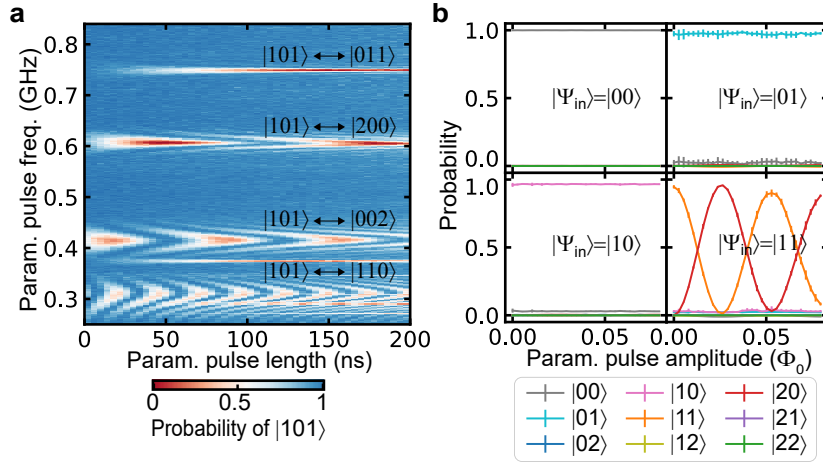 a
Param. pulse freq. (GHz)
0.8
0.7
0.6
0.5
0.4
0.3
|101⟩ ⟷ |011⟩
|101⟩ ⟷ |200⟩
|101⟩ ⟷ |002⟩
|101⟩ ⟷ |110⟩
0
50
100
150
200
Param. pulse length (ns)
0
0.5
1
Probability of |101⟩
b
Probability
1.0
0.5
0.0
1.0
0.5
0.0
|Ψin⟩=|00⟩
|Ψin⟩=|01⟩
|Ψin⟩=|10⟩
|Ψin⟩=|11⟩
0.00
0.05
0.00
0.05
Param. pulse amplitude (Φ0)
|00⟩ |10⟩ |20⟩
|01⟩ |11⟩ |21⟩
|02⟩ |12⟩ |22⟩